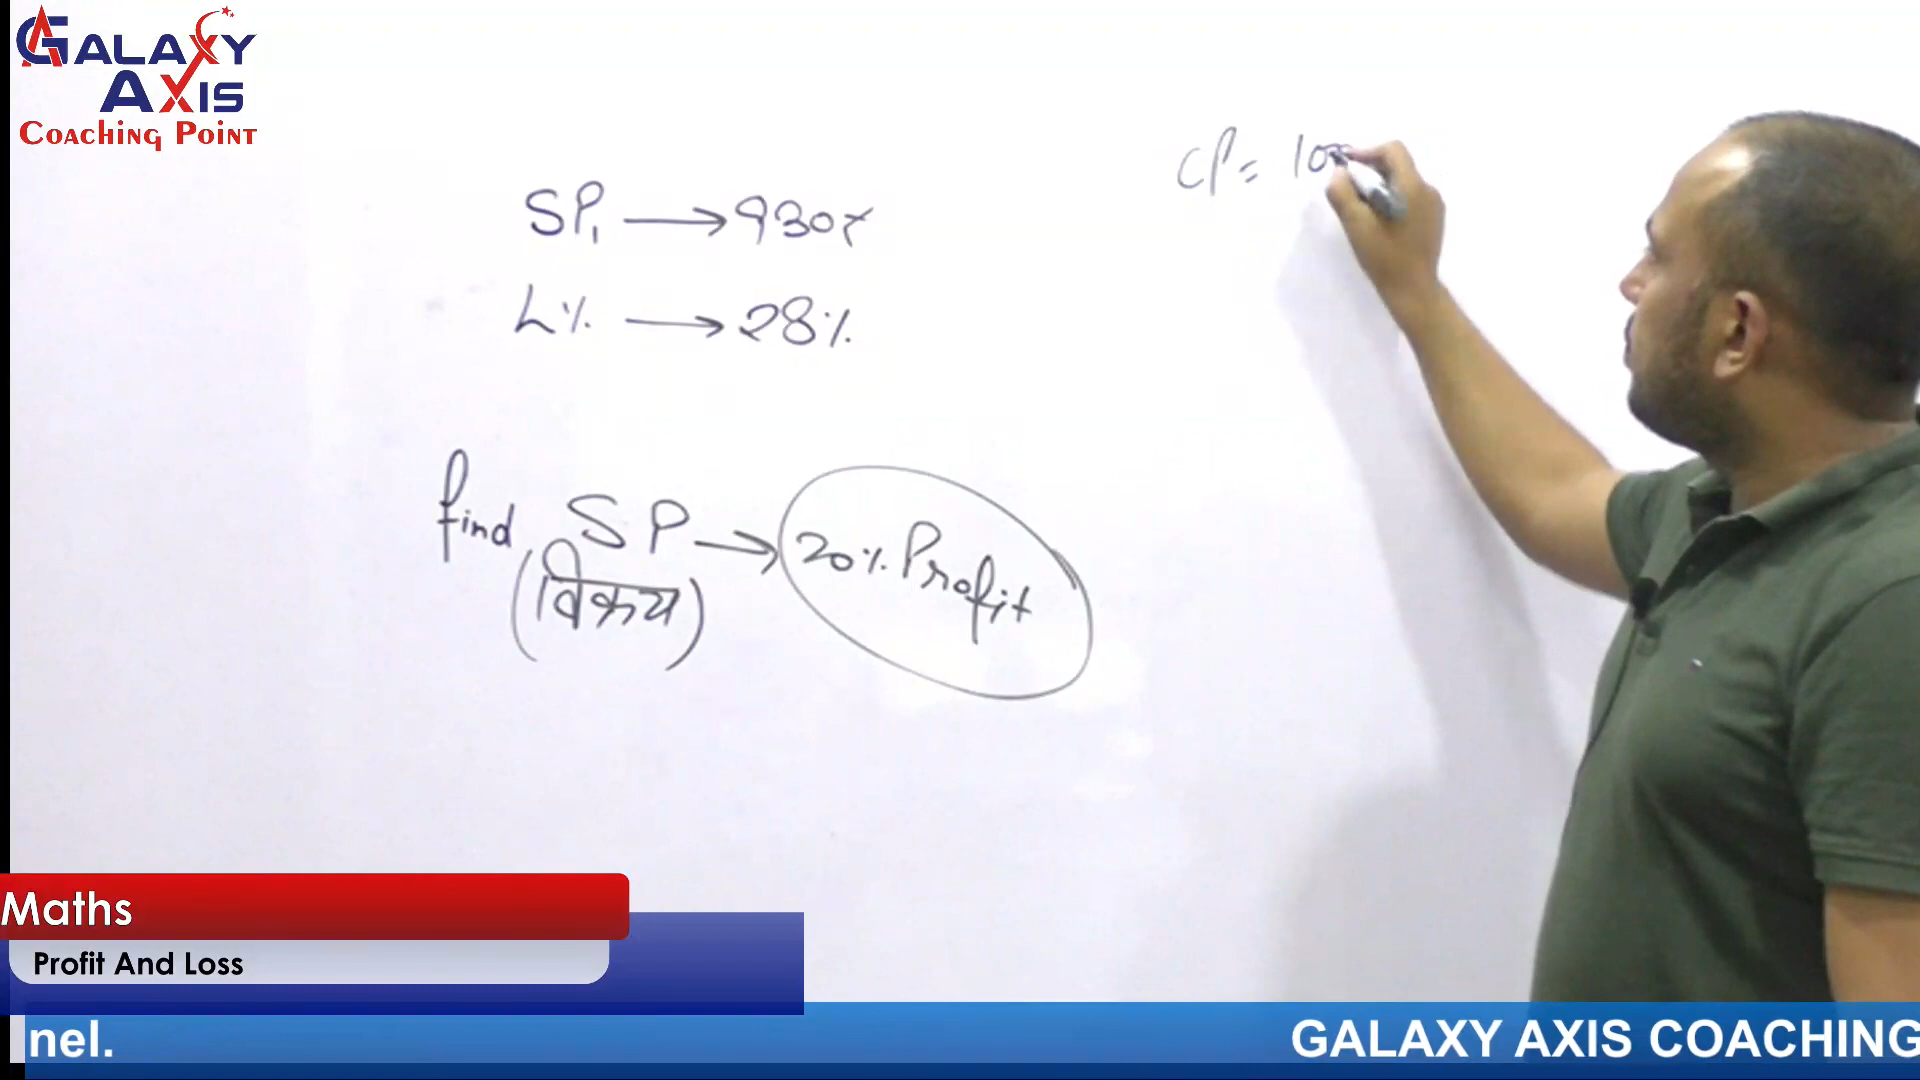 GALAXY
AXIS
COACHING POINT
CP = 100
SP₁ → 930₹
L% → 28%
find SP → 20% Profit
(विक्रय)
Maths
Profit And Loss
nel. GALAXY AXIS COACHING